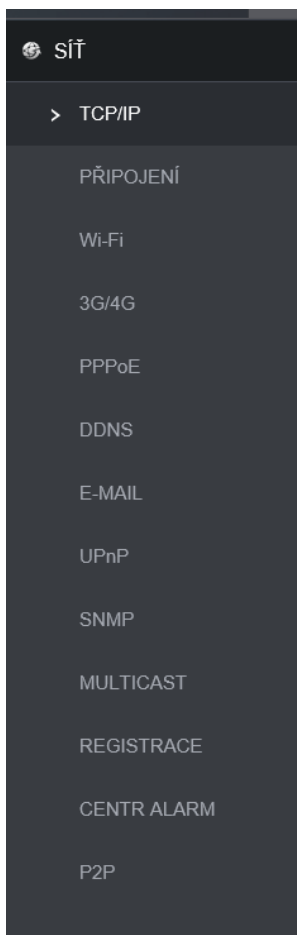 SÍŤ
> TCP/IP
PŘIPOJENÍ
Wi-Fi
3G/4G
PPPoE
DDNS
E-MAIL
UPnP
SNMP
MULTICAST
REGISTRACE
CENTR ALARM
P2P